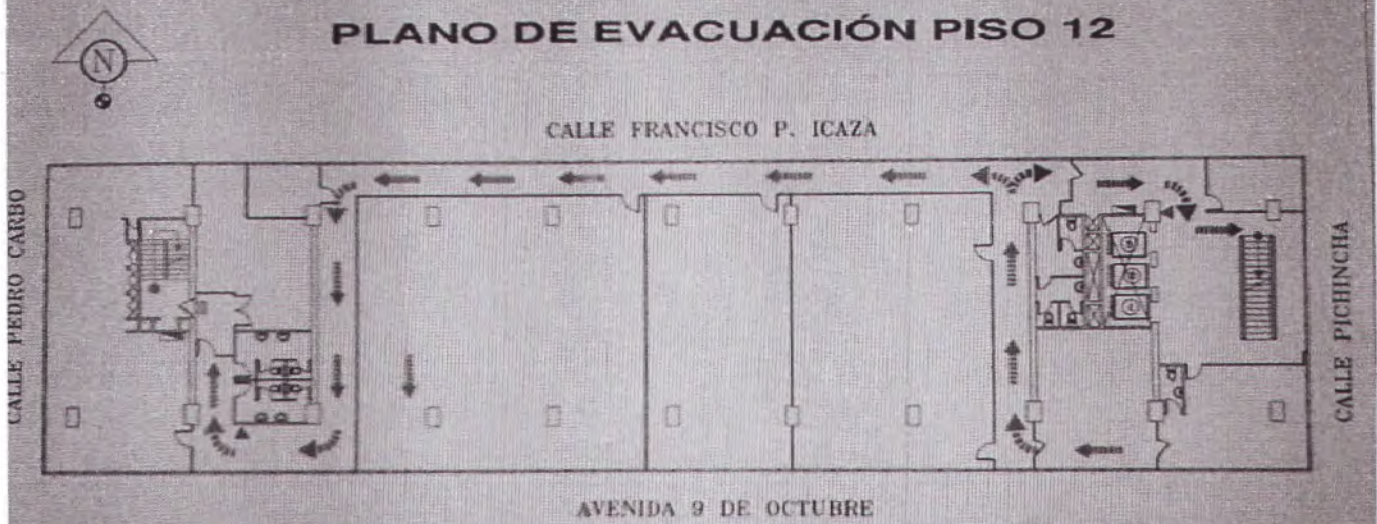 PLANO DE EVACUACIÓN PISO 12
N
CALLE FRANCISCO P. ICAZA
CALLE PEDRO CARBO
CALLE PICHINCHA
AVENIDA 9 DE OCTUBRE